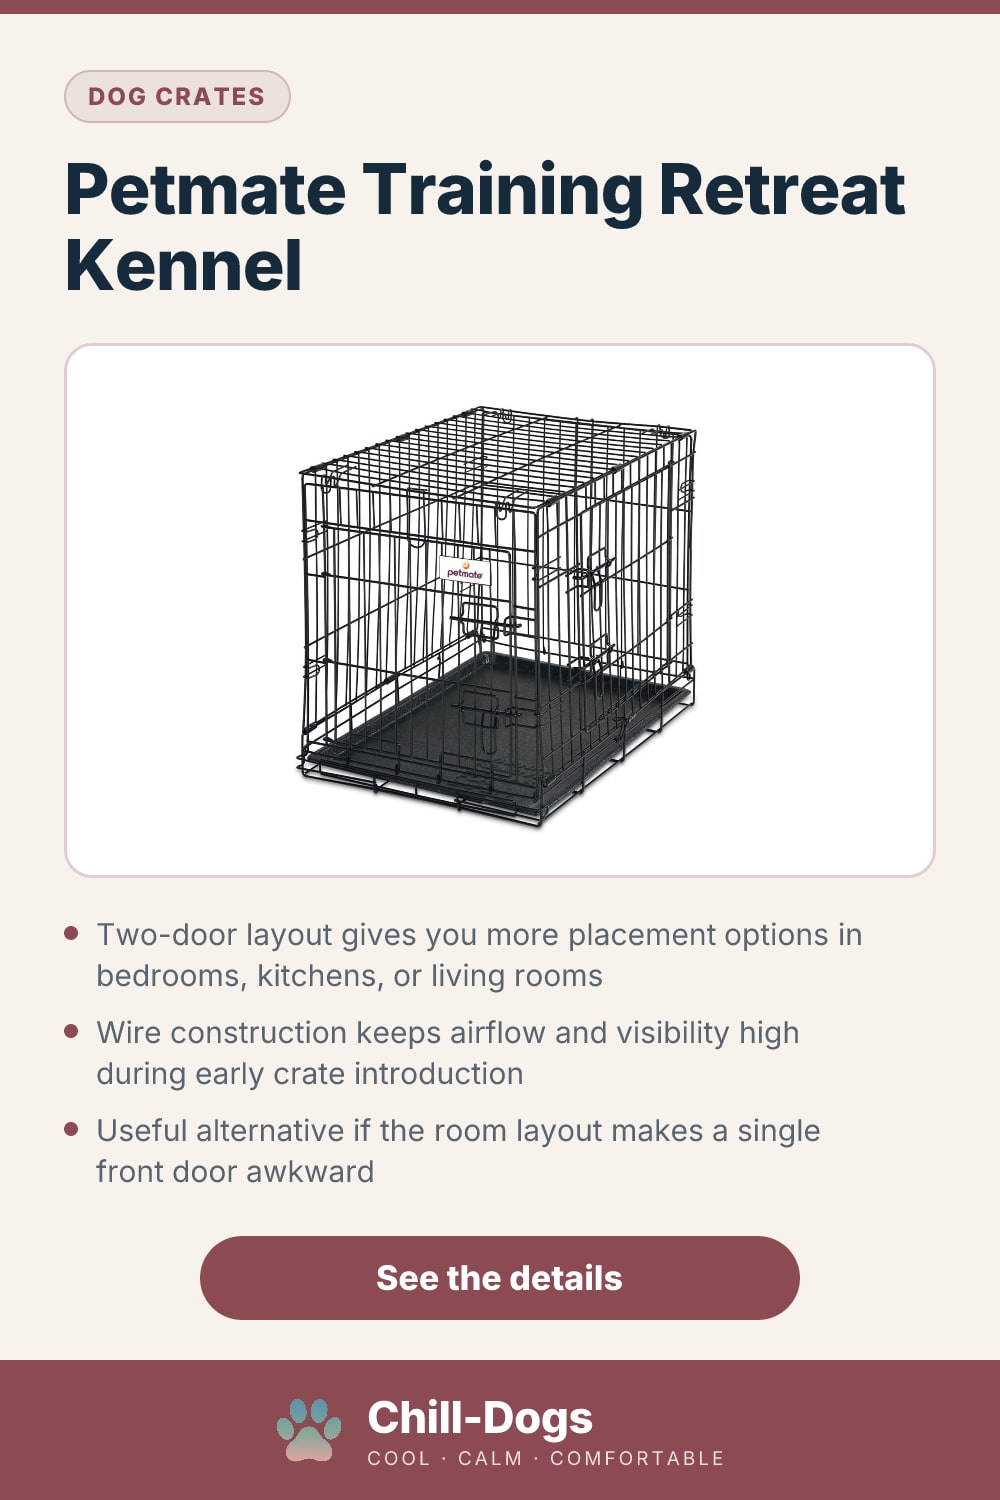 DOG CRATES
Petmate Training Retreat
Kennel
petmate
Two-door layout gives you more placement options in
bedrooms, kitchens, or living rooms
Wire construction keeps airflow and visibility high
during early crate introduction
Useful alternative if the room layout makes a single
front door awkward
See the details
Chill-Dogs
COOL · CALM · COMFORTABLE